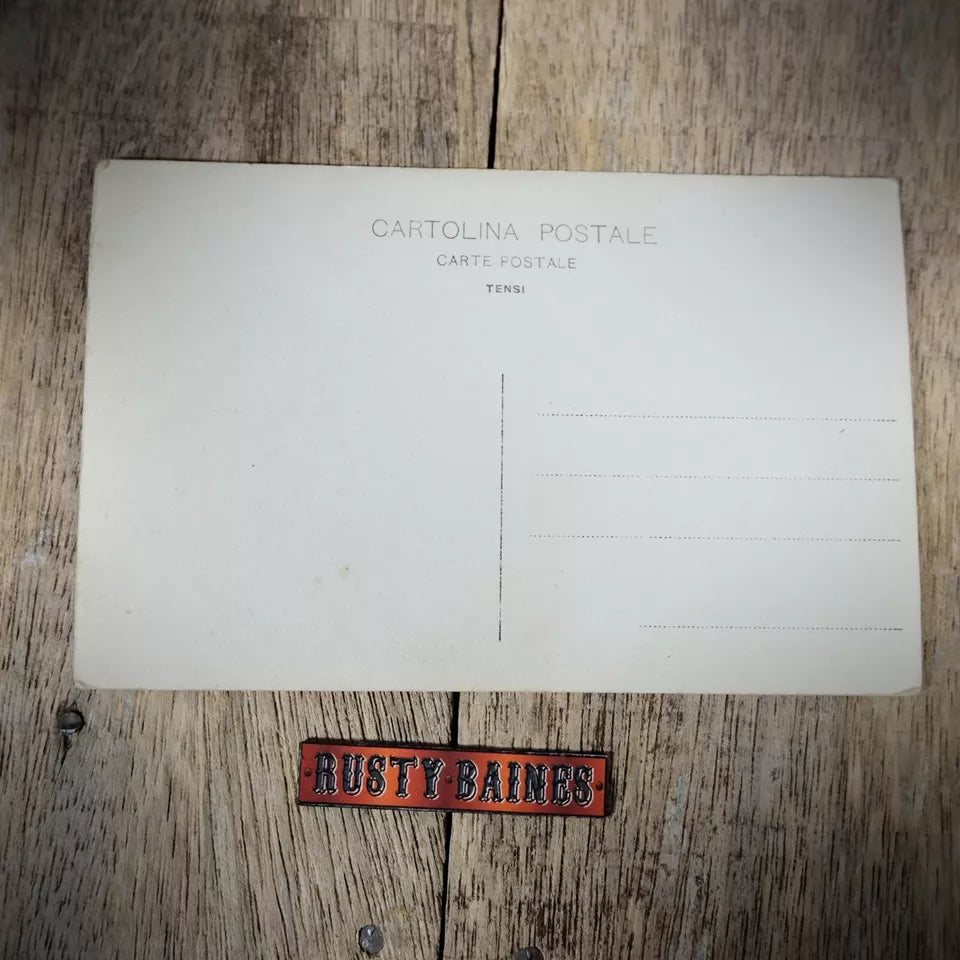 CARTOLINA POSTALE
CARTE POSTALE
TENSI
RUSTY BAINES